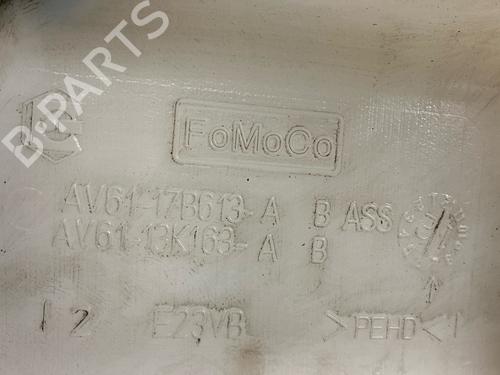 B-PARTS
FoMoCo
AV61-17B613-A B ASS
AV61-13K163-A B
1 2 E23VB >PEHD<